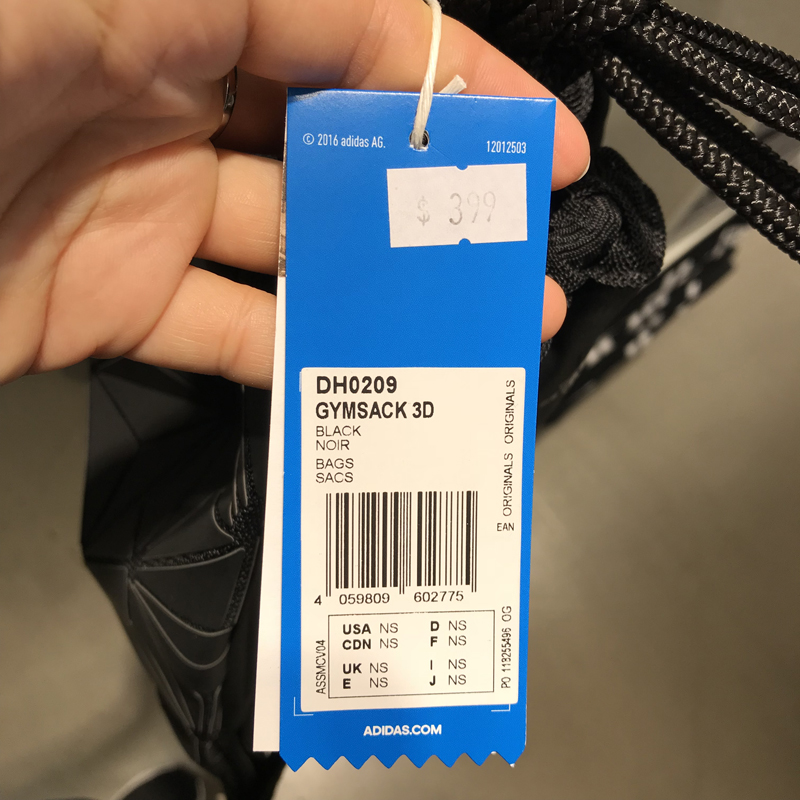 © 2016 adidas AG.
12012503
$ 399
DH0209
GYMSACK 3D
BLACK
NOIR
BAGS
SACS
ORIGINALS ORIGINALS
EAN
4 059809 602775
USA NS D NS
CDN NS F NS
UK NS I NS
E NS J NS
ASSMCV04
PO 113255496 OG
ADIDAS.COM